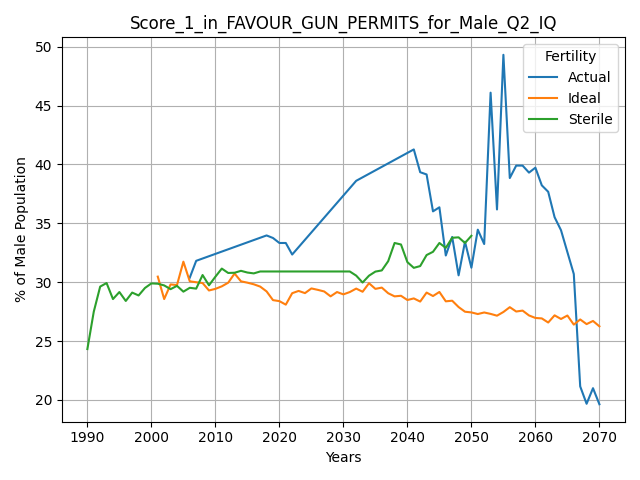 Score_1_in_FAVOUR_GUN_PERMITS_for_Male_Q2_IQ
% of Male Population
50
45
40
35
30
25
20
Fertility
Actual
Ideal
Sterile
1990 2000 2010 2020 2030 2040 2050 2060 2070
Years